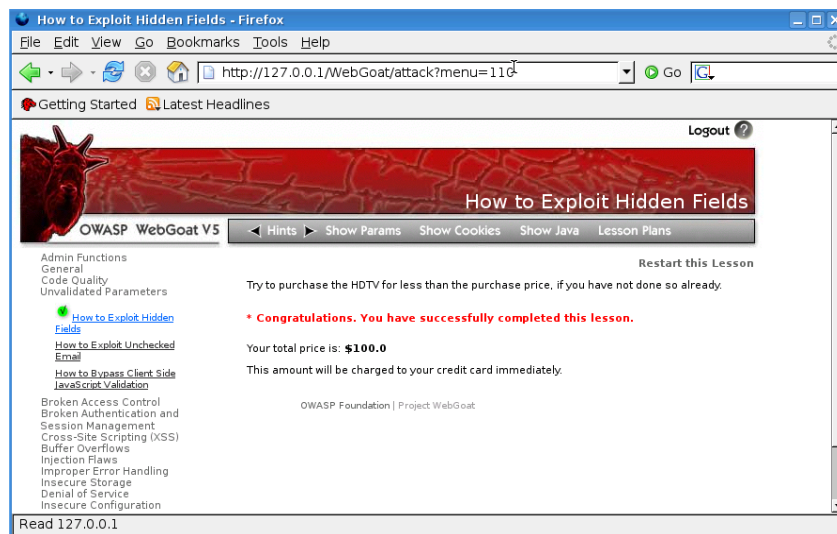 How to Exploit Hidden Fields - Firefox
File Edit View Go Bookmarks Tools Help
http://127.0.0.1/WebGoat/attack?menu=110 Go G
Getting Started Latest Headlines
Logout ?
How to Exploit Hidden Fields
OWASP WebGoat V5 Hints Show Params Show Cookies Show Java Lesson Plans
Restart this Lesson
Admin Functions
General
Code Quality
Unvalidated Parameters
How to Exploit Hidden
Fields
How to Exploit Unchecked
Email
How to Bypass Client Side
JavaScript Validation
Broken Access Control
Broken Authentication and
Session Management
Cross-Site Scripting (XSS)
Buffer Overflows
Injection Flaws
Improper Error Handling
Insecure Storage
Denial of Service
Insecure Configuration
Try to purchase the HDTV for less than the purchase price, if you have not done so already.
* Congratulations. You have successfully completed this lesson.
Your total price is: $100.0
This amount will be charged to your credit card immediately.
OWASP Foundation | Project WebGoat
Read 127.0.0.1